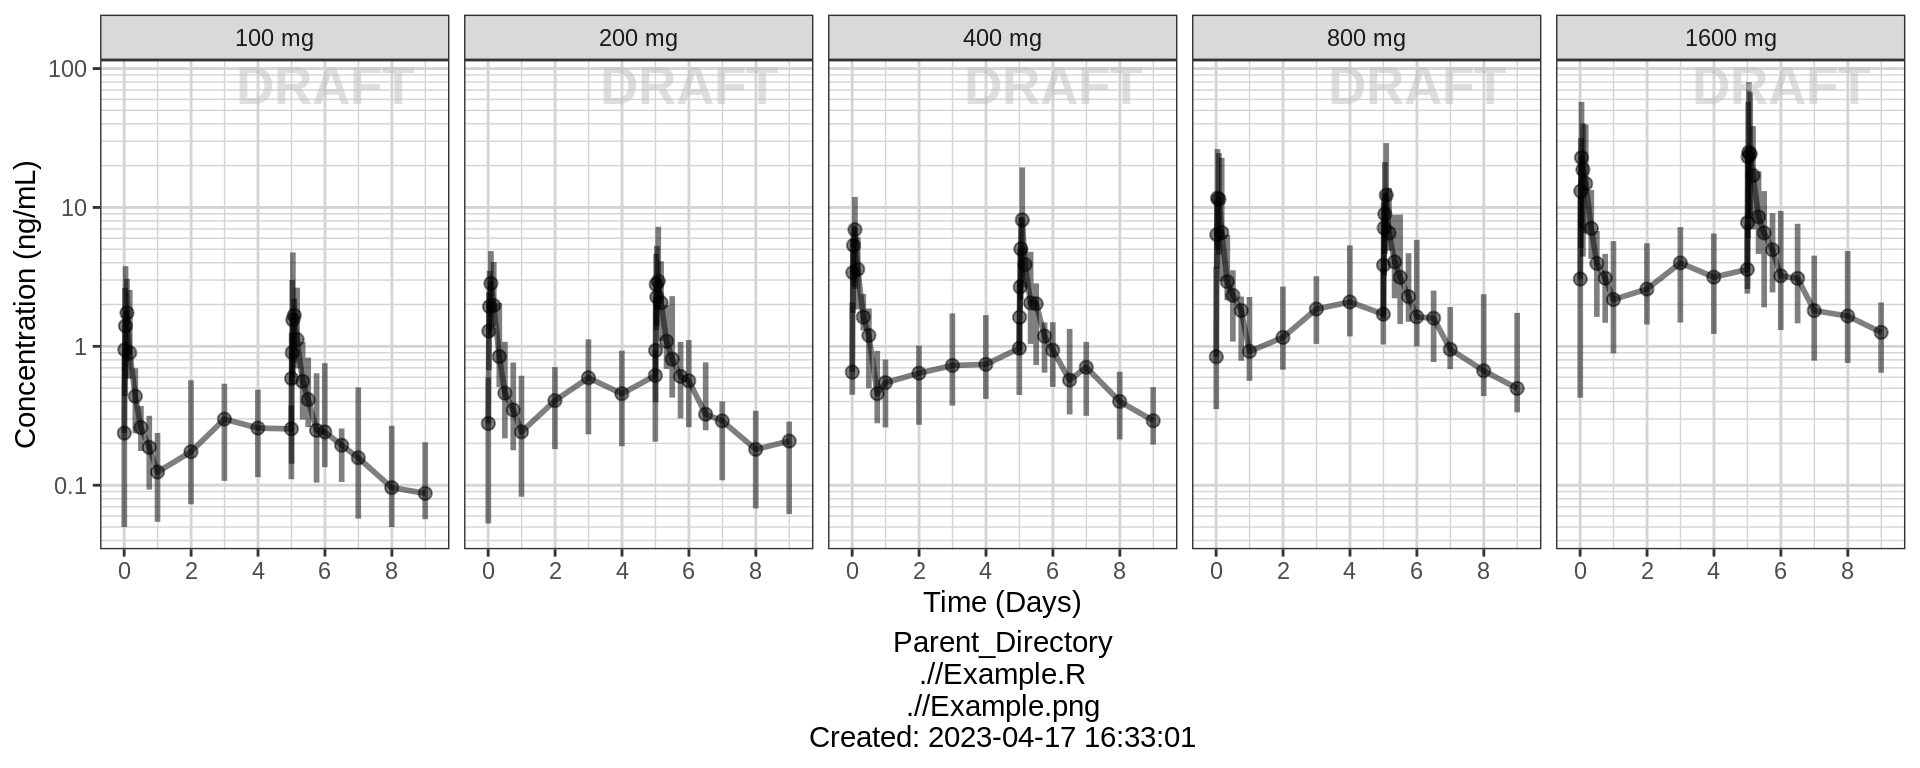 100 mg 200 mg 400 mg 800 mg 1600 mg
DRAFT DRAFT DRAFT DRAFT DRAFT
Concentration (ng/mL)
100
10
1
0.1
0 2 4 6 8 0 2 4 6 8 0 2 4 6 8 0 2 4 6 8 0 2 4 6 8
Time (Days)
Parent_Directory
.//Example.R
.//Example.png
Created: 2023-04-17 16:33:01